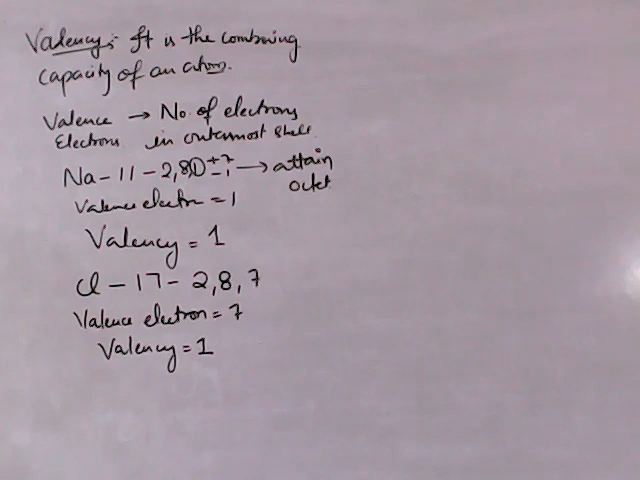 Valency: It is the combining
capacity of an atom.
Valence → No. of electrons
Electrons in outermost shell
Na - 11 - 2,8,1 +7 -1 → attain
octet
Valence electron = 1
Valency = 1
Cl - 17 - 2,8,7
Valence electron = 7
Valency = 1